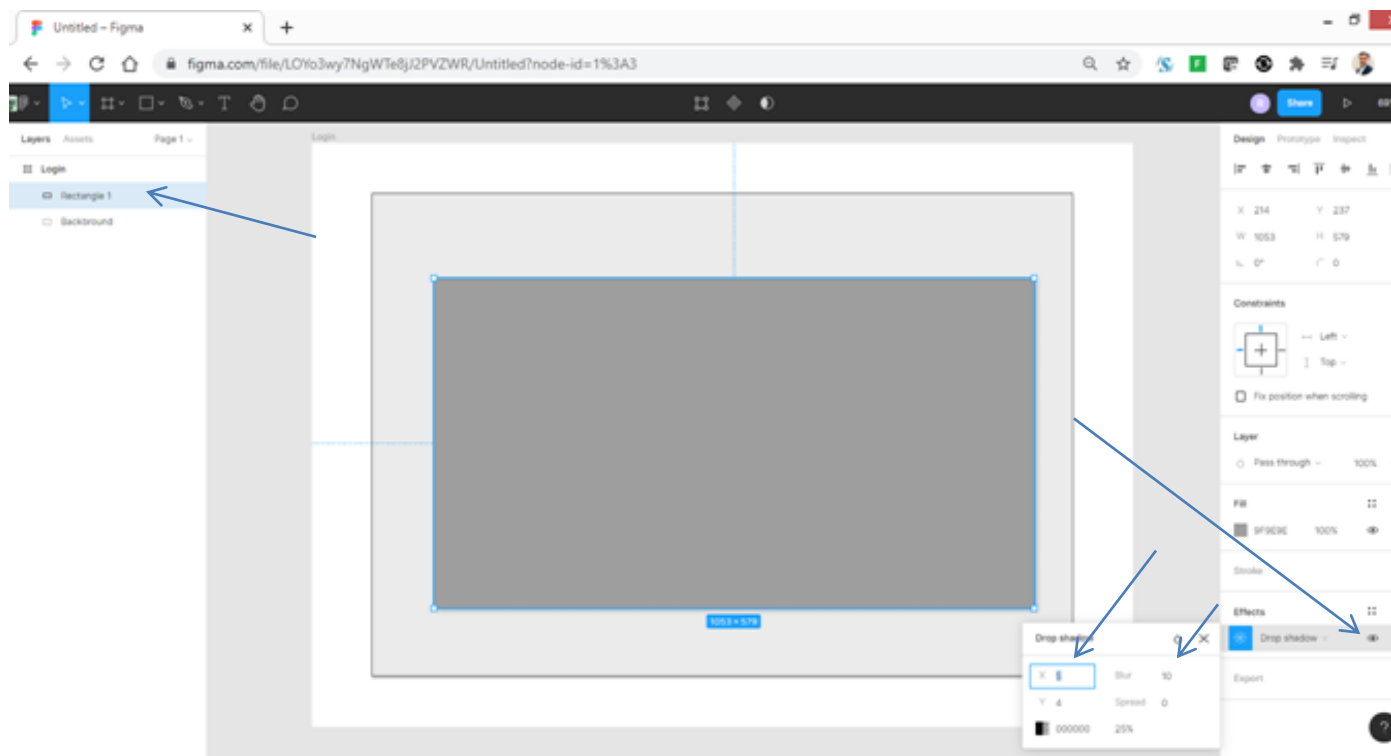 Untitled – Figma
figma.com/file/LOYo3wy7NgWTe8jJ2PVZWR/Untitled?node-id=1%3A3
T
Share
Layers Assets Page 1
Login
Design Prototype Inspect
Login
Rectangle 1
Backbround
X 214 Y 237
W 1053 H 579
0° 0
Constraints
Left
Top
Fix position when scrolling
Layer
Pass through 100%
Fill
9F9E9E 100%
Stroke
Effects
1053 × 579
Drop shadow
Drop shadow
X Blur 10
Export
Y 4 Spread 0
000000 25%
?